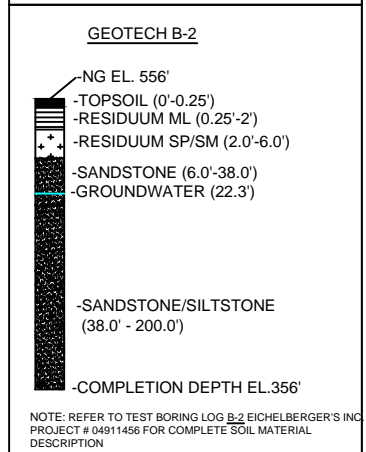 GEOTECH B-2
-NG EL. 556'
-TOPSOIL (0'-0.25')
-RESIDUUM ML (0.25'-2')
-RESIDUUM SP/SM (2.0'-6.0')
-SANDSTONE (6.0'-38.0')
-GROUNDWATER (22.3')
-SANDSTONE/SILTSTONE
(38.0' - 200.0')
-COMPLETION DEPTH EL.356'
NOTE: REFER TO TEST BORING LOG B-2 EICHELBERGER'S INC.
PROJECT # 04911456 FOR COMPLETE SOIL MATERIAL
DESCRIPTION